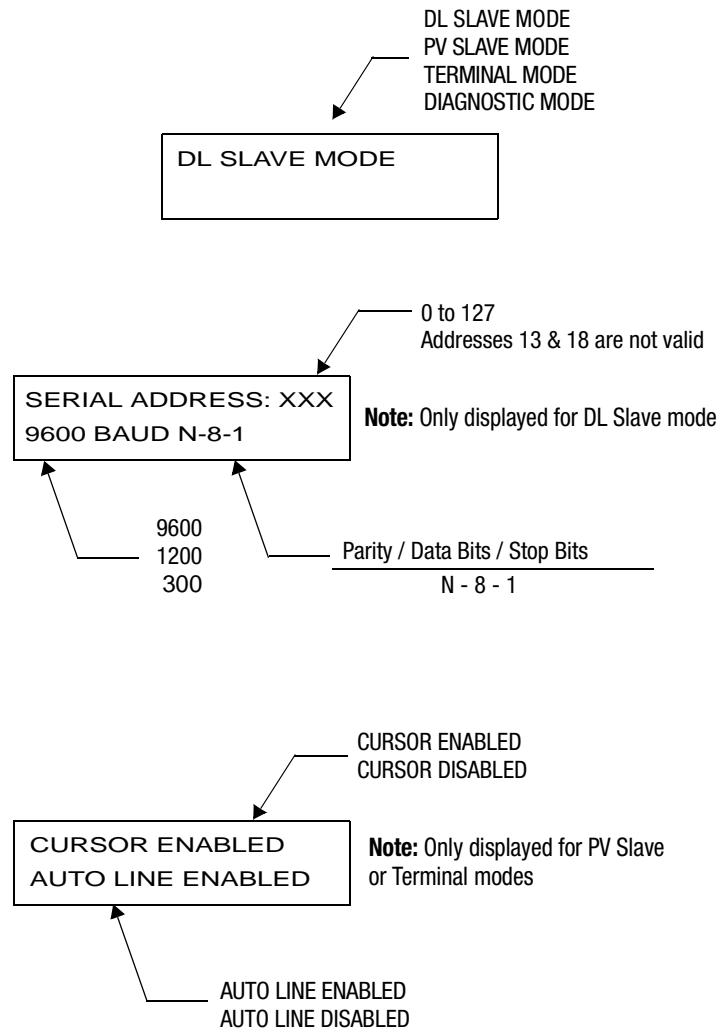 DL SLAVE MODE
PV SLAVE MODE
TERMINAL MODE
DIAGNOSTIC MODE
DL SLAVE MODE
0 to 127
Addresses 13 & 18 are not valid
SERIAL ADDRESS: XXX
9600 BAUD N-8-1
Note: Only displayed for DL Slave mode
9600
1200
300
Parity / Data Bits / Stop Bits
N - 8 - 1
CURSOR ENABLED
CURSOR DISABLED
CURSOR ENABLED
AUTO LINE ENABLED
Note: Only displayed for PV Slave
or Terminal modes
AUTO LINE ENABLED
AUTO LINE DISABLED